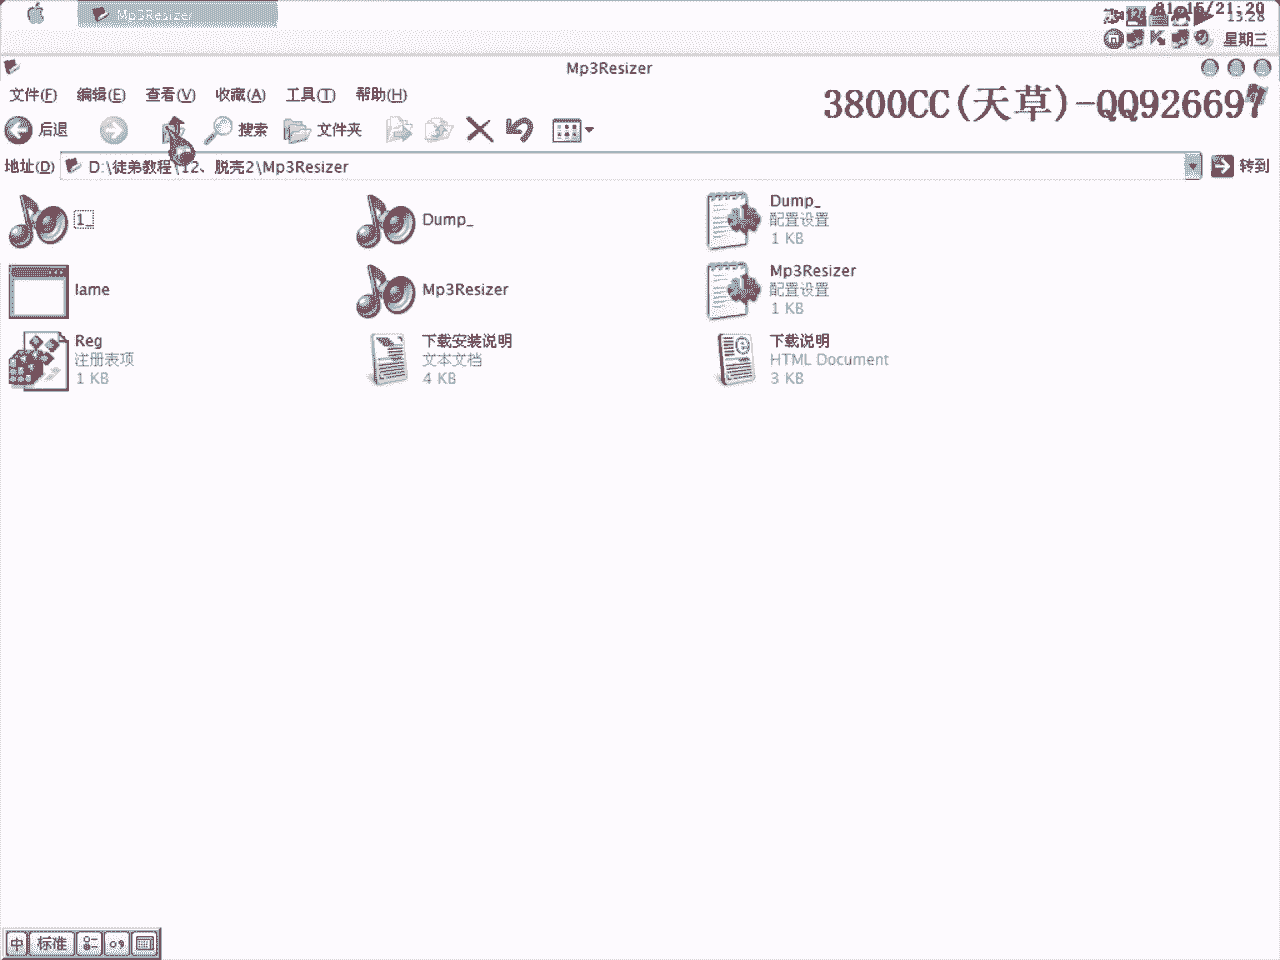 Mp3Resizer
01:15/21:20
13:28
星期三
Mp3Resizer
文件(F) 编辑(E) 查看(V) 收藏(A) 工具(T) 帮助(H)
3800CC(天草)-QQ926697
后退 搜索 文件夹
地址(D) D:\徒弟教程\12、脱壳2\Mp3Resizer 转到
1_
Dump_
Dump_
配置设置
1 KB
lame
Mp3Resizer
Mp3Resizer
配置设置
1 KB
Reg
注册表项
1 KB
下载安装说明
文本文档
4 KB
下载说明
HTML Document
3 KB
中 标准